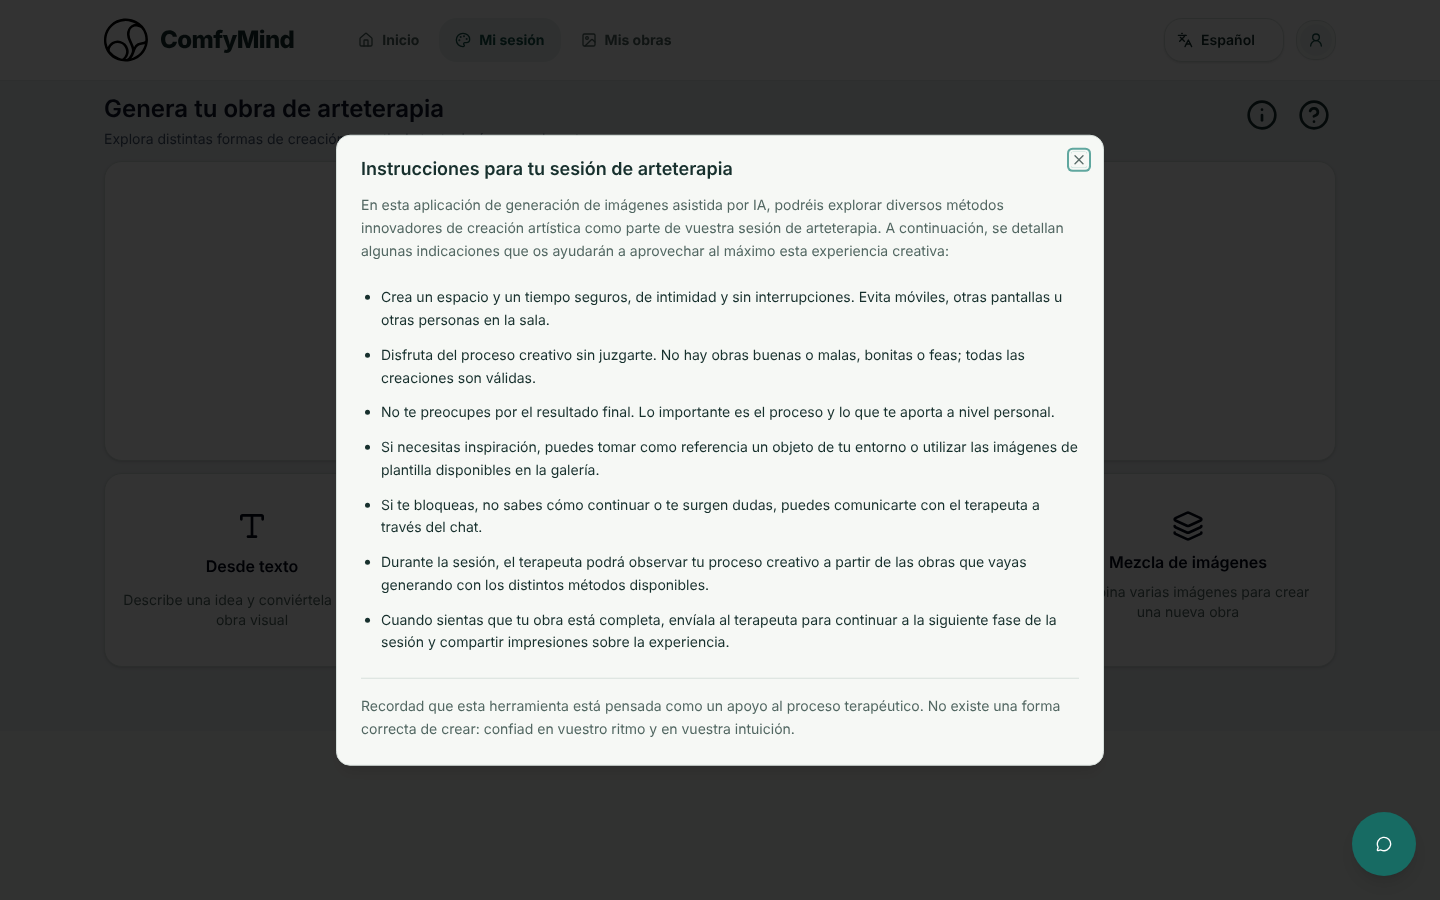 ComfyMind
Inicio
Mi sesión
Mis obras
Español
Genera tu obra de arteterapia
Explora distintas formas de creación
Instrucciones para tu sesión de arteterapia
En esta aplicación de generación de imágenes asistida por IA, podréis explorar diversos métodos
innovadores de creación artística como parte de vuestra sesión de arteterapia. A continuación, se detallan
algunas indicaciones que os ayudarán a aprovechar al máximo esta experiencia creativa:
• Crea un espacio y un tiempo seguros, de intimidad y sin interrupciones. Evita móviles, otras pantallas u
otras personas en la sala.
• Disfruta del proceso creativo sin juzgarte. No hay obras buenas o malas, bonitas o feas; todas las
creaciones son válidas.
• No te preocupes por el resultado final. Lo importante es el proceso y lo que te aporta a nivel personal.
• Si necesitas inspiración, puedes tomar como referencia un objeto de tu entorno o utilizar las imágenes de
plantilla disponibles en la galería.
• Si te bloqueas, no sabes cómo continuar o te surgen dudas, puedes comunicarte con el terapeuta a
través del chat.
• Durante la sesión, el terapeuta podrá observar tu proceso creativo a partir de las obras que vayas
generando con los distintos métodos disponibles.
• Cuando sientas que tu obra está completa, envíala al terapeuta para continuar a la siguiente fase de la
sesión y compartir impresiones sobre la experiencia.
Recordad que esta herramienta está pensada como un apoyo al proceso terapéutico. No existe una forma
correcta de crear: confiad en vuestro ritmo y en vuestra intuición.
Desde texto
Describe una idea y conviértela
obra visual
Mezcla de imágenes
varias imágenes para crear
una nueva obra